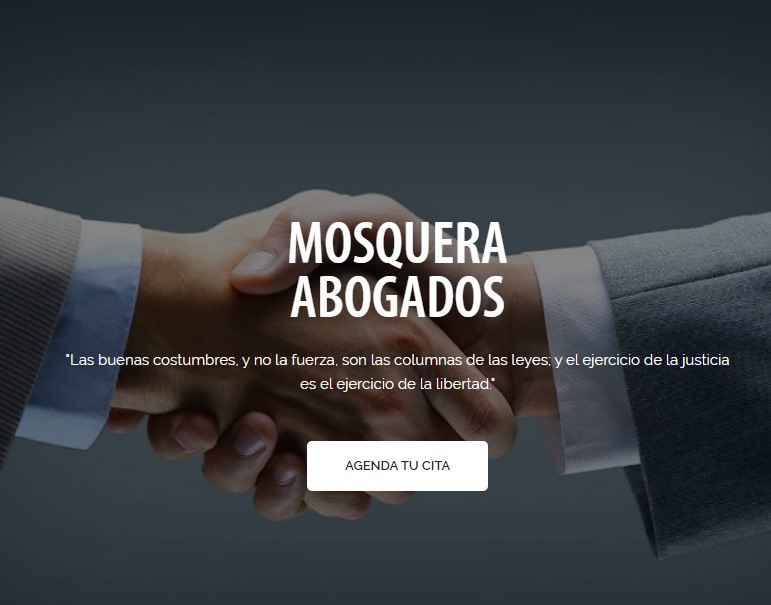 MOSQUERA
ABOGADOS
"Las buenas costumbres, y no la fuerza, son las columnas de las leyes; y el ejercicio de la justicia
es el ejercicio de la libertad."
AGENDA TU CITA